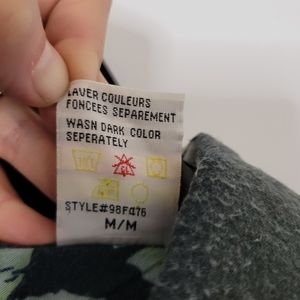 LAVER COULEURS
FONCEES SEPAREMENT
WASN DARK COLOR
SEPERATELY
STYLE#98F476
M/M